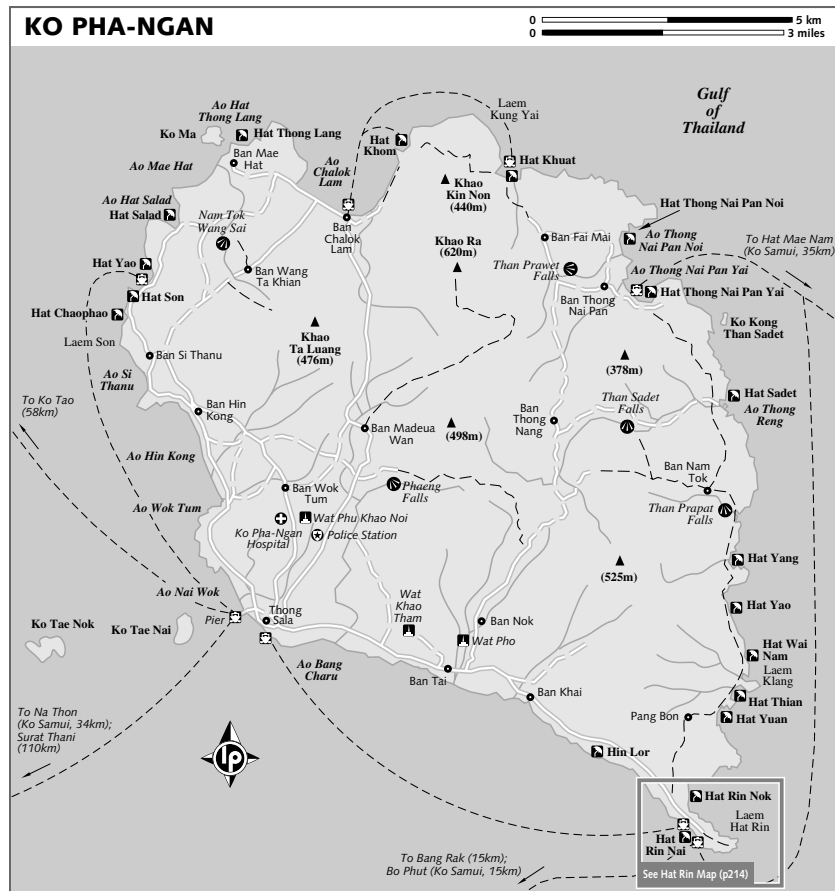 KO PHA-NGAN
0 5 km
0 3 miles
Gulf
of
Thailand
Ao Hat
Thong Lang
Ko Ma
Hat Thong Lang
Ban Mae
Hat
Ao Mae Hat
Ao
Chalok
Lam
Hat
Khom
Laem
Kung Yai
Hat Khuat
Khao
Kin Non
(440m)
Ao Hat Salad
Hat Salad
Nam Tok
Wang Sai
Ban
Chalok
Lam
Khao Ra
(620m)
Ban Fai Mai
Hat Thong Nai Pan Noi
Ao Thong
Nai Pan Noi
To Hat Mae Nam
(Ko Samui, 35km)
Hat Yao
Ban Wang
Ta Khian
Than Prawet
Falls
Ao Thong Nai Pan Yai
Hat Son
Ban Thong
Nai Pan
Hat Thong Nai Pan Yai
Hat Chaophao
Laem Son
Khao
Ta Luang
(476m)
Ko Kong
Than Sadet
Ban Si Thanu
(378m)
Ao Si
Thanu
To Ko Tao
(58km)
Ban Hin
Kong
Ban Madeua
Wan
(498m)
Ban
Thong
Nang
Than Sadet
Falls
Hat Sadet
Ao Thong
Reng
Ao Hin Kong
Ban Nam
Tok
Ban Wok
Tum
Phaeng
Falls
Ao Wok Tum
Wat Phu Khao Noi
Ko Pha-Ngan
Hospital
Police Station
Than Prapat
Falls
(525m)
Hat Yang
Ao Nai Wok
Pier
Thong
Sala
Wat
Khao
Tham
Ban Nok
Wat Pho
Hat Yao
Ko Tae Nok
Ko Tae Nai
Hat Wai
Nam
Laem
Klang
Ao Bang
Charu
Ban Tai
Ban Khai
Hat Thian
To Na Thon
(Ko Samui, 34km);
Surat Thani
(110km)
Pang Bon
Hat Yuan
lp
Hin Lor
Hat Rin Nok
Laem
Hat Rin
Hat
Rin Nai
To Bang Rak (15km);
Bo Phut (Ko Samui, 15km)
See Hat Rin Map (p214)